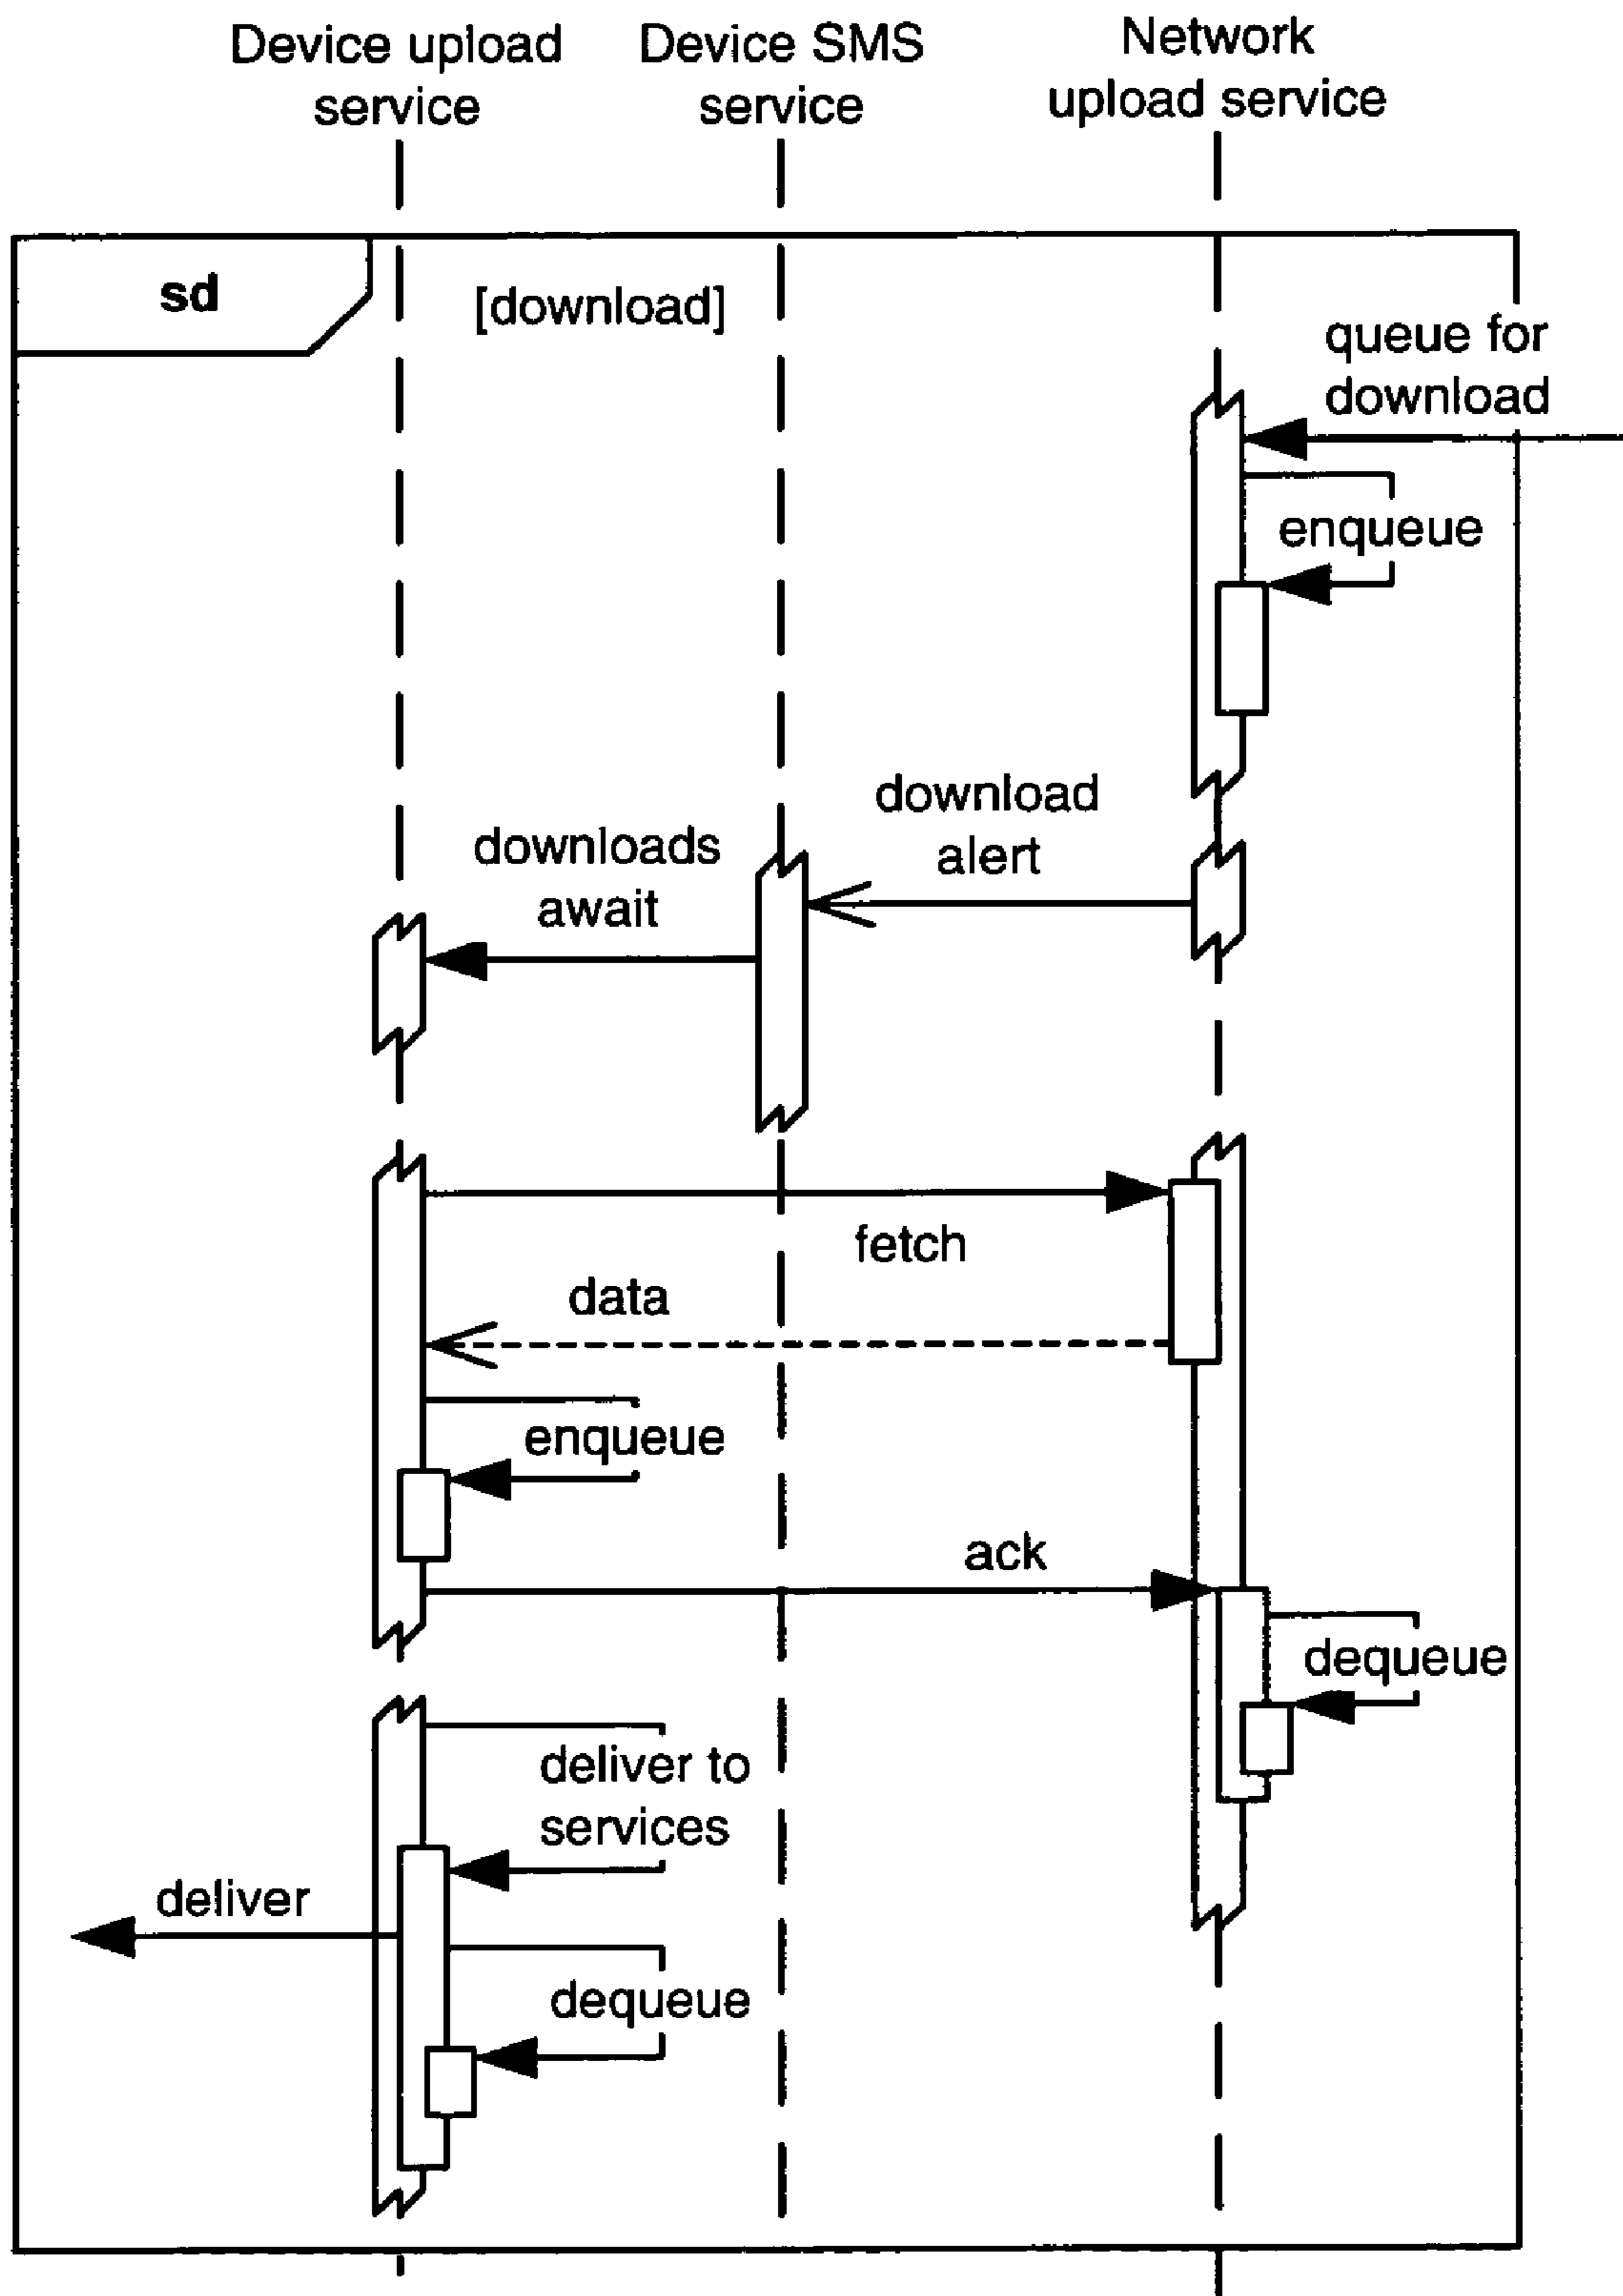 Device upload
service
Device SMS
service
Network
upload service
sd
[download]
queue for
download
enqueue
download
alert
downloads
await
fetch
data
enqueue
ack
dequeue
deliver to
services
deliver
dequeue